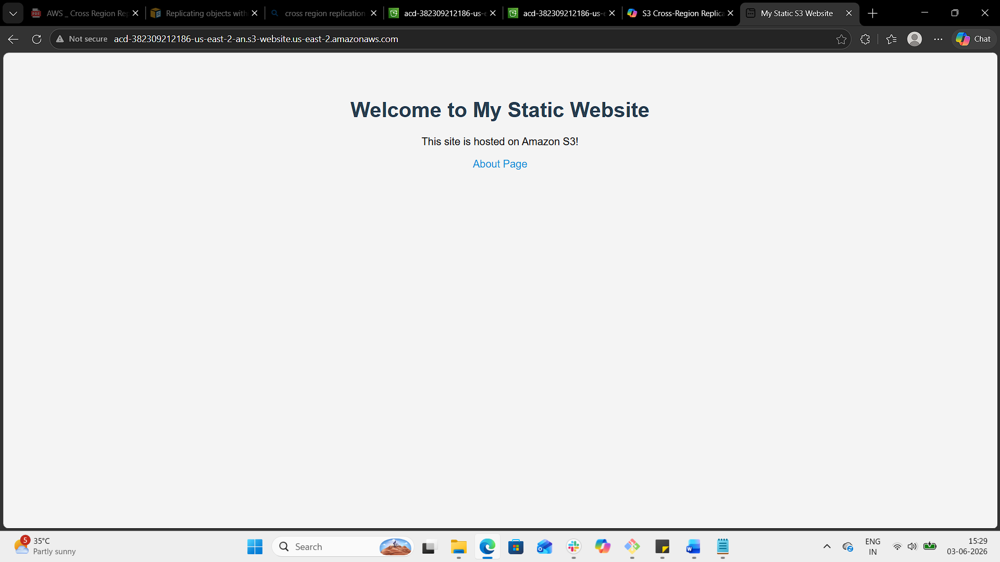 AWS _ Cross Region Rep
Replicating objects with
cross region replication
acd-382309212186-us-e
acd-382309212186-us-e
S3 Cross-Region Replica
My Static S3 Website
Not secure
acd-382309212186-us-east-2-an.s3-website.us-east-2.amazonaws.com
Chat
Welcome to My Static Website
This site is hosted on Amazon S3!
About Page
5
35°C
Partly sunny
Search
ENG
IN
15:29
03-06-2026